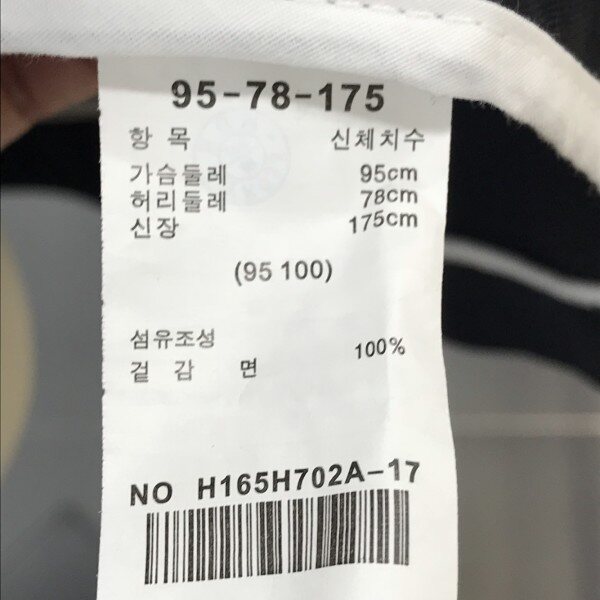 95-78-175
항 목 신체치수
가슴둘레 95cm
허리둘레 78cm
신장 175cm
(95 100)
섬유조성
겉 감 면 100%
NO H165H702A-17